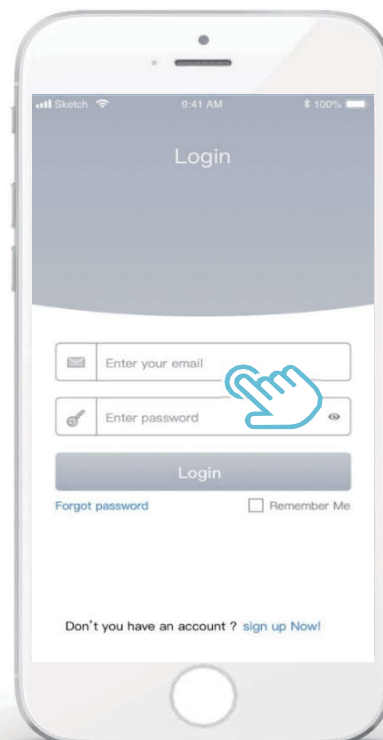 Sketch 9:41 AM 100%
Login
Enter your email
Enter password
Login
Forgot password Remember Me
Don't you have an account ? sign up Now!